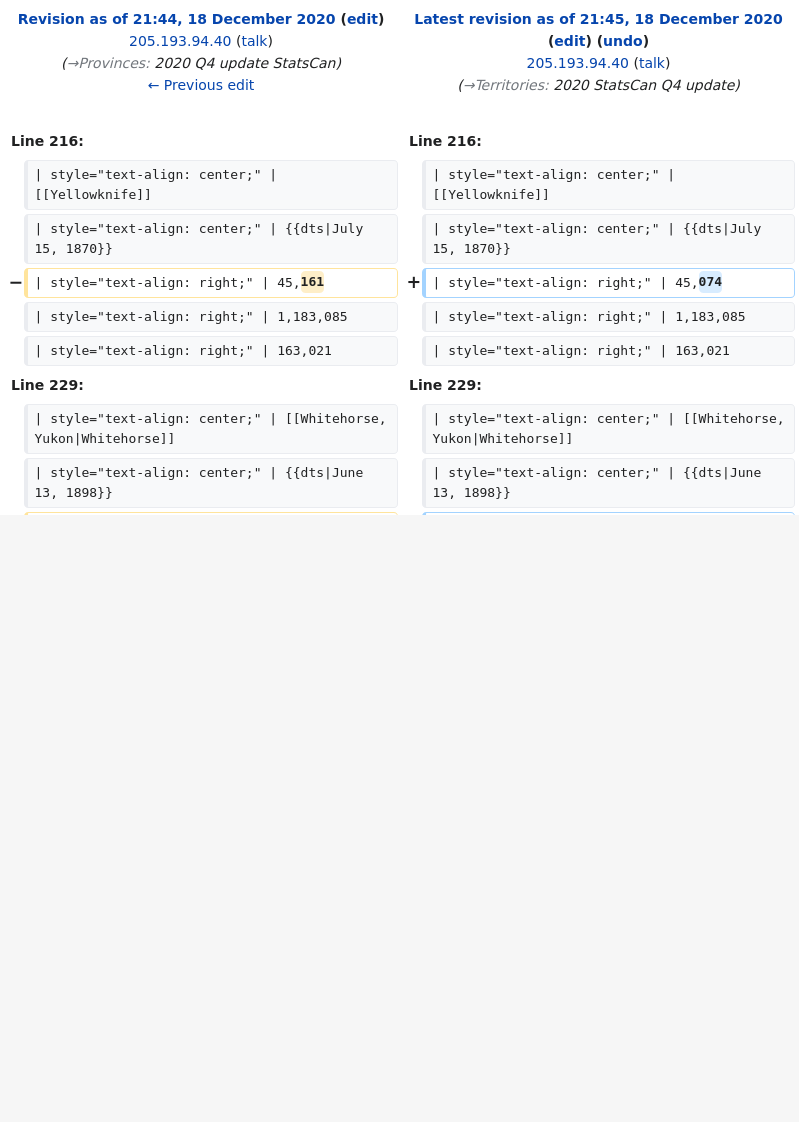 Revision as of 21:44, 18 December 2020 (edit)
205.193.94.40 (talk)
(→Provinces: 2020 Q4 update StatsCan)
← Previous edit
Latest revision as of 21:45, 18 December 2020
(edit) (undo)
205.193.94.40 (talk)
(→Territories: 2020 StatsCan Q4 update)
Line 216:
Line 216:
| style="text-align: center;" |
[[Yellowknife]]
| style="text-align: center;" |
[[Yellowknife]]
| style="text-align: center;" | {{dts|July
15, 1870}}
| style="text-align: center;" | {{dts|July
15, 1870}}
− | style="text-align: right;" | 45,161
+ | style="text-align: right;" | 45,074
| style="text-align: right;" | 1,183,085
| style="text-align: right;" | 1,183,085
| style="text-align: right;" | 163,021
| style="text-align: right;" | 163,021
Line 229:
Line 229:
| style="text-align: center;" | [[Whitehorse,
Yukon|Whitehorse]]
| style="text-align: center;" | [[Whitehorse,
Yukon|Whitehorse]]
| style="text-align: center;" | {{dts|June
13, 1898}}
| style="text-align: center;" | {{dts|June
13, 1898}}